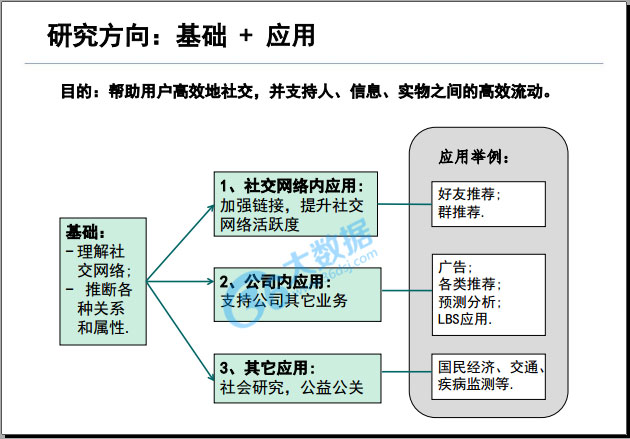 研究方向：基础 + 应用
目的：帮助用户高效地社交，并支持人、信息、实物之间的高效流动。
基础：
- 理解社
交网络；
- 推断各
种关系
和属性.
1、社交网络内应用：
加强链接，提升社交
网络活跃度
2、公司内应用：
支持公司其它业务
3、其它应用：
社会研究，公益公关
应用举例：
好友推荐；
群推荐.
广告；
各类推荐；
预测分析；
LBS应用.
国民经济、交通、
疾病监测等.
大数据